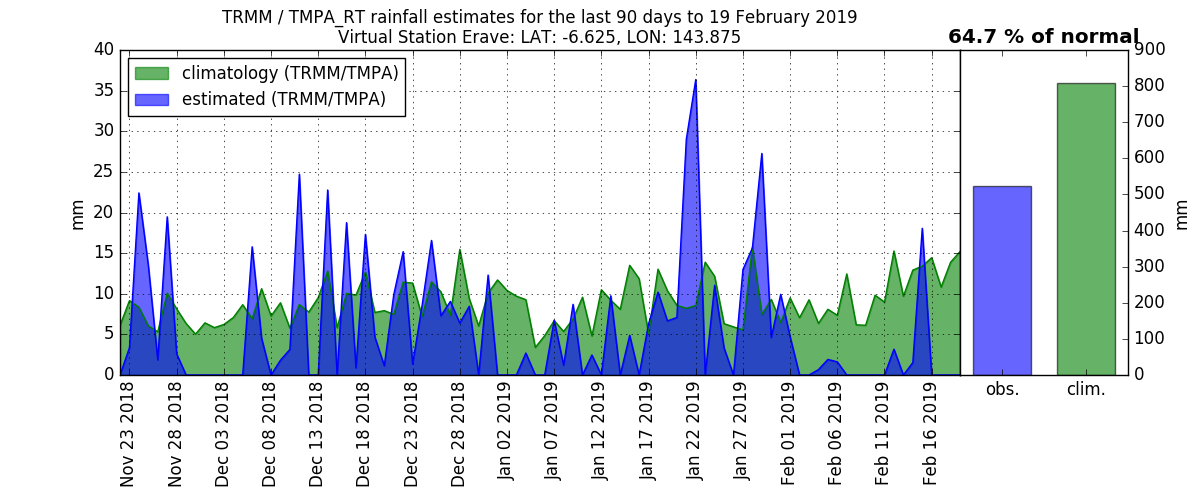 TRMM / TMPA_RT rainfall estimates for the last 90 days to 19 February 2019
Virtual Station Erave: LAT: -6.625, LON: 143.875
64.7 % of normal
climatology (TRMM/TMPA)
estimated (TRMM/TMPA)
mm
40
35
30
25
20
15
10
5
0
Nov 23 2018
Nov 28 2018
Dec 03 2018
Dec 08 2018
Dec 13 2018
Dec 18 2018
Dec 23 2018
Dec 28 2018
Jan 02 2019
Jan 07 2019
Jan 12 2019
Jan 17 2019
Jan 22 2019
Jan 27 2019
Feb 01 2019
Feb 06 2019
Feb 11 2019
Feb 16 2019
obs.
clim.
900
800
700
600
500
400
300
200
100
0
mm